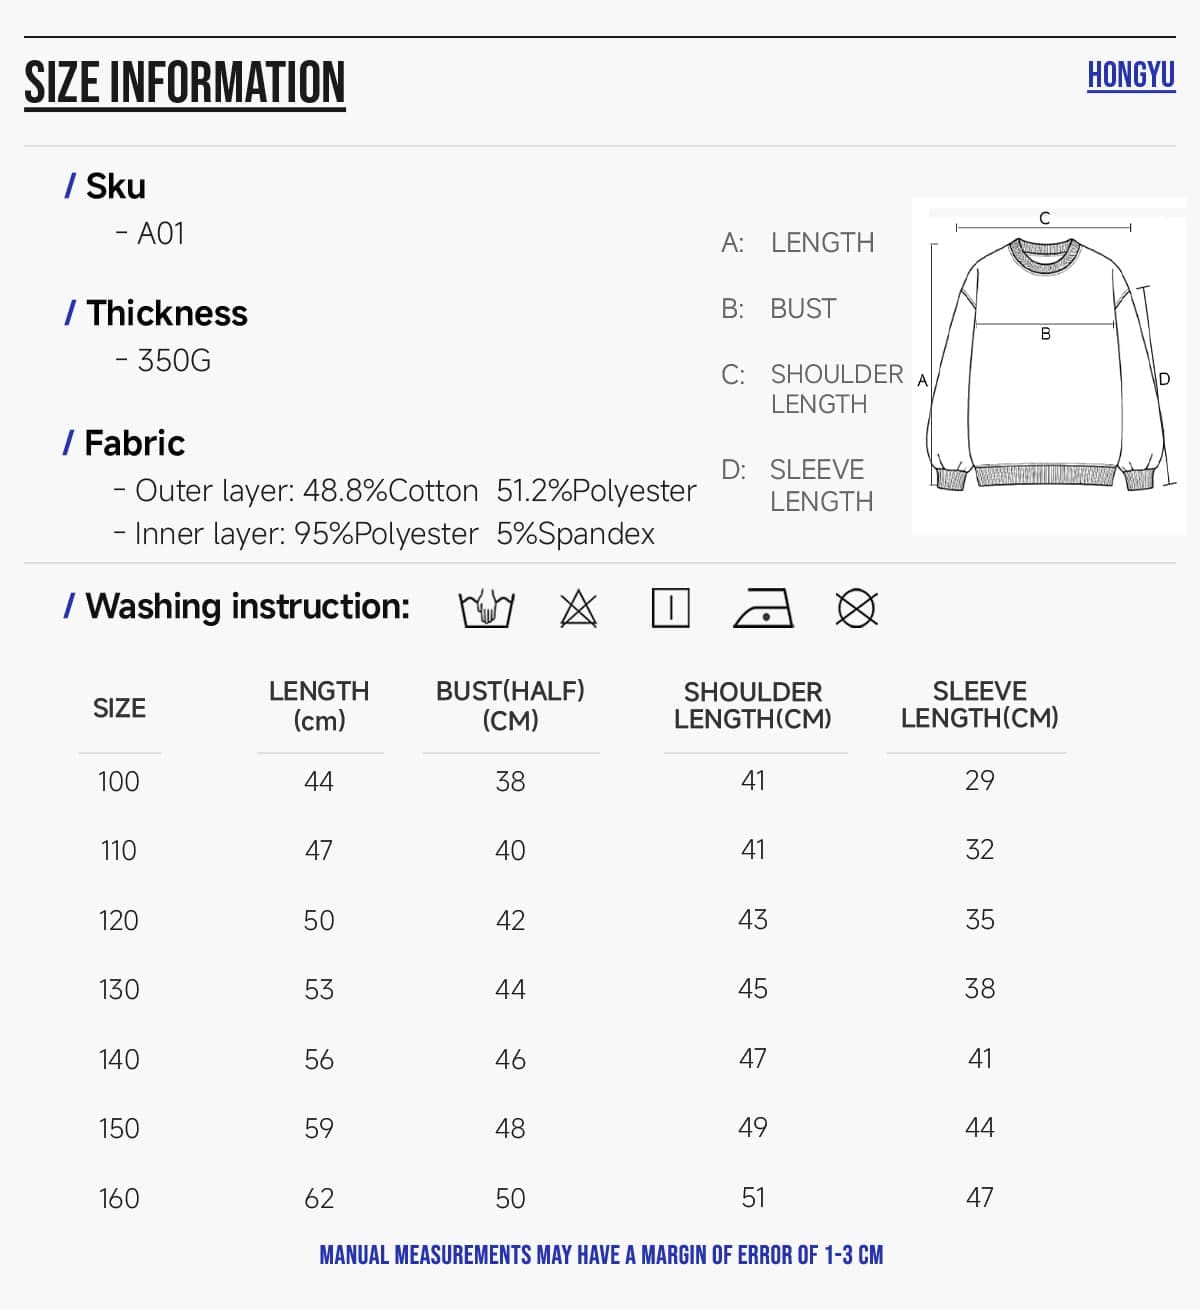 SIZE INFORMATION
HONGYU
/ Sku
- A01
/ Thickness
- 350G
/ Fabric
- Outer layer: 48.8%Cotton 51.2%Polyester
- Inner layer: 95%Polyester 5%Spandex
A: LENGTH
B: BUST
C: SHOULDER
LENGTH
D: SLEEVE
LENGTH
C
B
A
D
/ Washing instruction:
SIZE
LENGTH
(cm)
BUST(HALF)
(CM)
SHOULDER
LENGTH(CM)
SLEEVE
LENGTH(CM)
100 44 38 41 29
110 47 40 41 32
120 50 42 43 35
130 53 44 45 38
140 56 46 47 41
150 59 48 49 44
160 62 50 51 47
MANUAL MEASUREMENTS MAY HAVE A MARGIN OF ERROR OF 1-3 CM